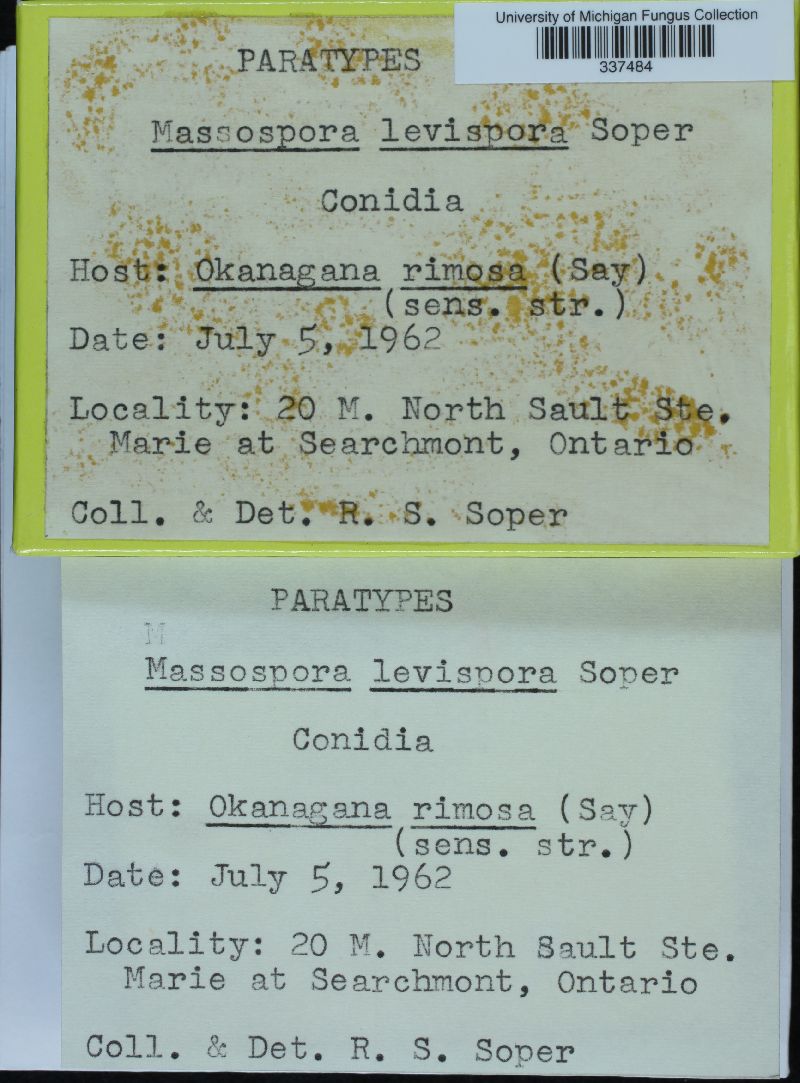 University of Michigan Fungus Collection
337484
PARATYPES
Massospora levispora Soper
Conidia
Host: Okanagana rimosa (Say)
(sens. str.)
Date: July 5, 1962
Locality: 20 M. North Sault Ste.
Marie at Searchmont, Ontario
Coll. & Det. R. S. Soper
PARATYPES
M
Massospora levispora Soper
Conidia
Host: Okanagana rimosa (Say)
(sens. str.)
Date: July 5, 1962
Locality: 20 M. North Sault Ste.
Marie at Searchmont, Ontario
Coll. & Det. R. S. Soper